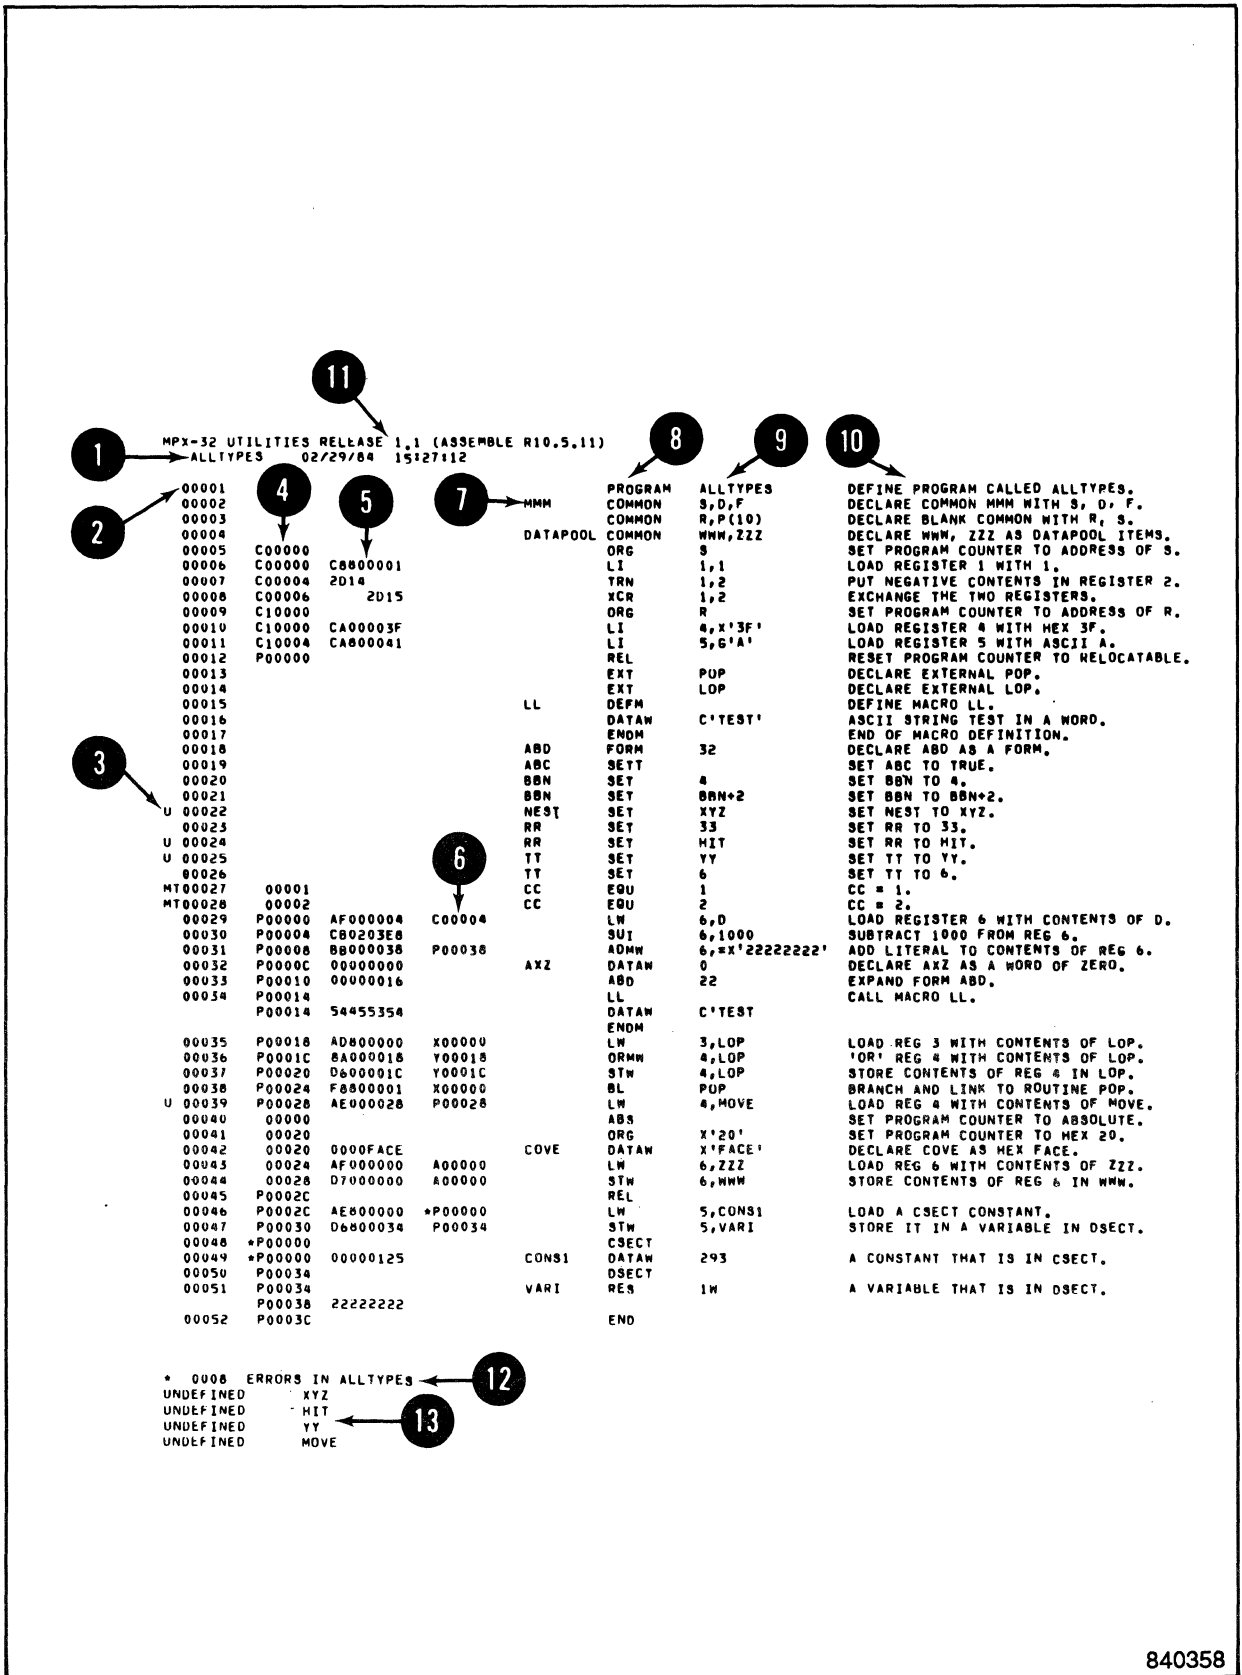 11
MPX-32 UTILITIES RELEASE 1.1 (ASSEMBLE R10.5.11)
1 ALLTYPES 02/29/84 15:27:12
8 9 10
4 5 7 2
00001 PROGRAM ALLTYPES DEFINE PROGRAM CALLED ALLTYPES.
00002 MMM COMMON S,D,F DECLARE COMMON MMM WITH S, D, F.
00003 COMMON R,P(10) DECLARE BLANK COMMON WITH R, S.
00004 DATAPOOL COMMON WWW,ZZZ DECLARE WWW, ZZZ AS DATAPOOL ITEMS.
00005 C00000 ORG S SET PROGRAM COUNTER TO ADDRESS OF S.
00006 C00000 C8800001 LI 1,1 LOAD REGISTER 1 WITH 1.
00007 C00004 2D14 TRN 1,2 PUT NEGATIVE CONTENTS IN REGISTER 2.
00008 C00006 2D15 XCR 1,2 EXCHANGE THE TWO REGISTERS.
00009 C10000 ORG R SET PROGRAM COUNTER TO ADDRESS OF R.
00010 C10000 CA00003F LI 4,X'3F' LOAD REGISTER 4 WITH HEX 3F.
00011 C10004 CA800041 LI 5,G'A' LOAD REGISTER 5 WITH ASCII A.
00012 P00000 REL RESET PROGRAM COUNTER TO RELOCATABLE.
00013 EXT POP DECLARE EXTERNAL POP.
00014 EXT LOP DECLARE EXTERNAL LOP.
00015 LL DEFM DEFINE MACRO LL.
00016 DATAW C'TEST' ASCII STRING TEST IN A WORD.
00017 ENDM END OF MACRO DEFINITION.
00018 ABD FORM 32 DECLARE ABD AS A FORM.
3
00019 ABC SETT SET ABC TO TRUE.
00020 BBN SET 4 SET BBN TO 4.
00021 BBN SET BBN+2 SET BBN TO BBN+2.
U 00022 NEST SET XYZ SET NEST TO XYZ.
00023 RR SET 33 SET RR TO 33.
U 00024 RR SET HIT SET RR TO HIT.
U 00025 TT SET YY SET TT TO YY.
6
00026 TT SET 6 SET TT TO 6.
MT00027 00001 CC EQU 1 CC = 1.
MT00028 00002 CC EQU 2 CC = 2.
00029 P00000 AF000004 C00004 LW 6,D LOAD REGISTER 6 WITH CONTENTS OF D.
00030 P00004 CB0203E8 SUI 6,1000 SUBTRACT 1000 FROM REG 6.
00031 P00008 BB000038 P00038 ADMW 6,=X'22222222' ADD LITERAL TO CONTENTS OF REG 6.
00032 P0000C 00000000 AXZ DATAW 0 DECLARE AXZ AS A WORD OF ZERO.
00033 P00010 00000016 ABD 22 EXPAND FORM ABD.
00034 P00014 LL CALL MACRO LL.
P00014 54455354 DATAW C'TEST
ENDM
00035 P00018 AD800000 X00000 LW 3,LOP LOAD REG 3 WITH CONTENTS OF LOP.
00036 P0001C 8A000018 Y00018 ORMW 4,LOP 'OR' REG 4 WITH CONTENTS OF LOP.
00037 P00020 D600001C Y0001C STW 4,LOP STORE CONTENTS OF REG 4 IN LOP.
00038 P00024 F8800001 X00000 BL POP BRANCH AND LINK TO ROUTINE POP.
U 00039 P00028 AE000028 P00028 LW 4,MOVE LOAD REG 4 WITH CONTENTS OF MOVE.
00040 00000 ABS SET PROGRAM COUNTER TO ABSOLUTE.
00041 00020 ORG X'20' SET PROGRAM COUNTER TO HEX 20.
00042 00020 0000FACE COVE DATAW X'FACE' DECLARE COVE AS HEX FACE.
00043 00024 AF000000 A00000 LW 6,ZZZ LOAD REG 6 WITH CONTENTS OF ZZZ.
00044 00028 D7000000 A00000 STW 6,WWW STORE CONTENTS OF REG 6 IN WWW.
00045 P0002C REL
00046 P0002C AE800000 *P00000 LW 5,CONS1 LOAD A CSECT CONSTANT.
00047 P00030 D6800034 P00034 STW 5,VARI STORE IT IN A VARIABLE IN DSECT.
00048 *P00000 CSECT
00049 *P00000 00000125 CONS1 DATAW 293 A CONSTANT THAT IS IN CSECT.
00050 P00034 DSECT
00051 P00034 VARI RES 1W A VARIABLE THAT IS IN DSECT.
P00038 22222222
00052 P0003C END
* 0008 ERRORS IN ALLTYPES 12
UNDEFINED XYZ
UNDEFINED HIT
UNDEFINED YY 13
UNDEFINED MOVE
840358